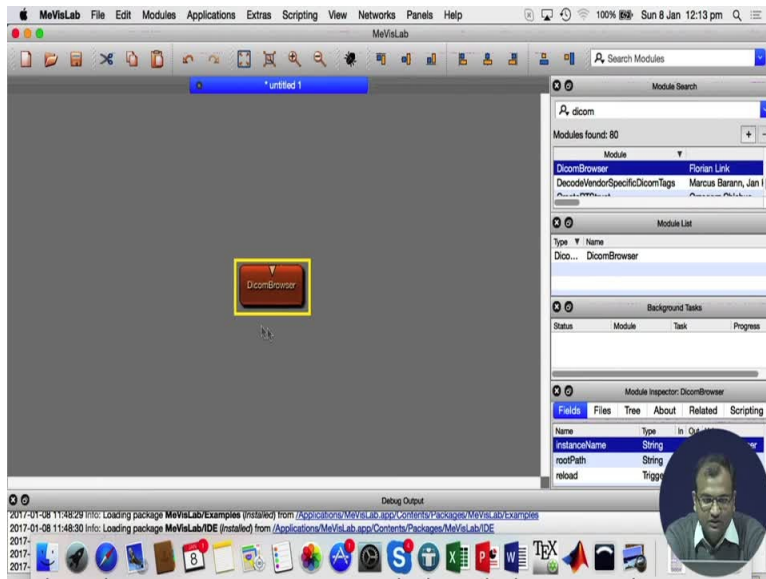 MeVisLab File Edit Modules Applications Extras Scripting View Networks Panels Help 100% Sun 8 Jan 12:13 pm
MeVisLab
Search Modules
* untitled 1
Module Search
dicom
Modules found: 80
Module
DicomBrowser Florian Link
DecodeVendorSpecificDicomTags Marcus Barann, Jan
Module List
Type Name
Dico... DicomBrowser
DicomBrowser
Background Tasks
Status Module Task Progress
Module Inspector: DicomBrowser
Fields Files Tree About Related Scripting
Name Type In Out
instanceName String
rootPath String
reload Trigge
Debug Output
2017-01-08 11:48:29 Info: Loading package MeVisLab/Examples (Installed) from /Applications/MeVisLab.app/Contents/Packages/MeVisLab/Examples
2017-01-08 11:48:30 Info: Loading package MeVisLab/IDE (Installed) from /Applications/MeVisLab.app/Contents/Packages/MeVisLab/IDE
2017-
2017-
2017-
8
TEX